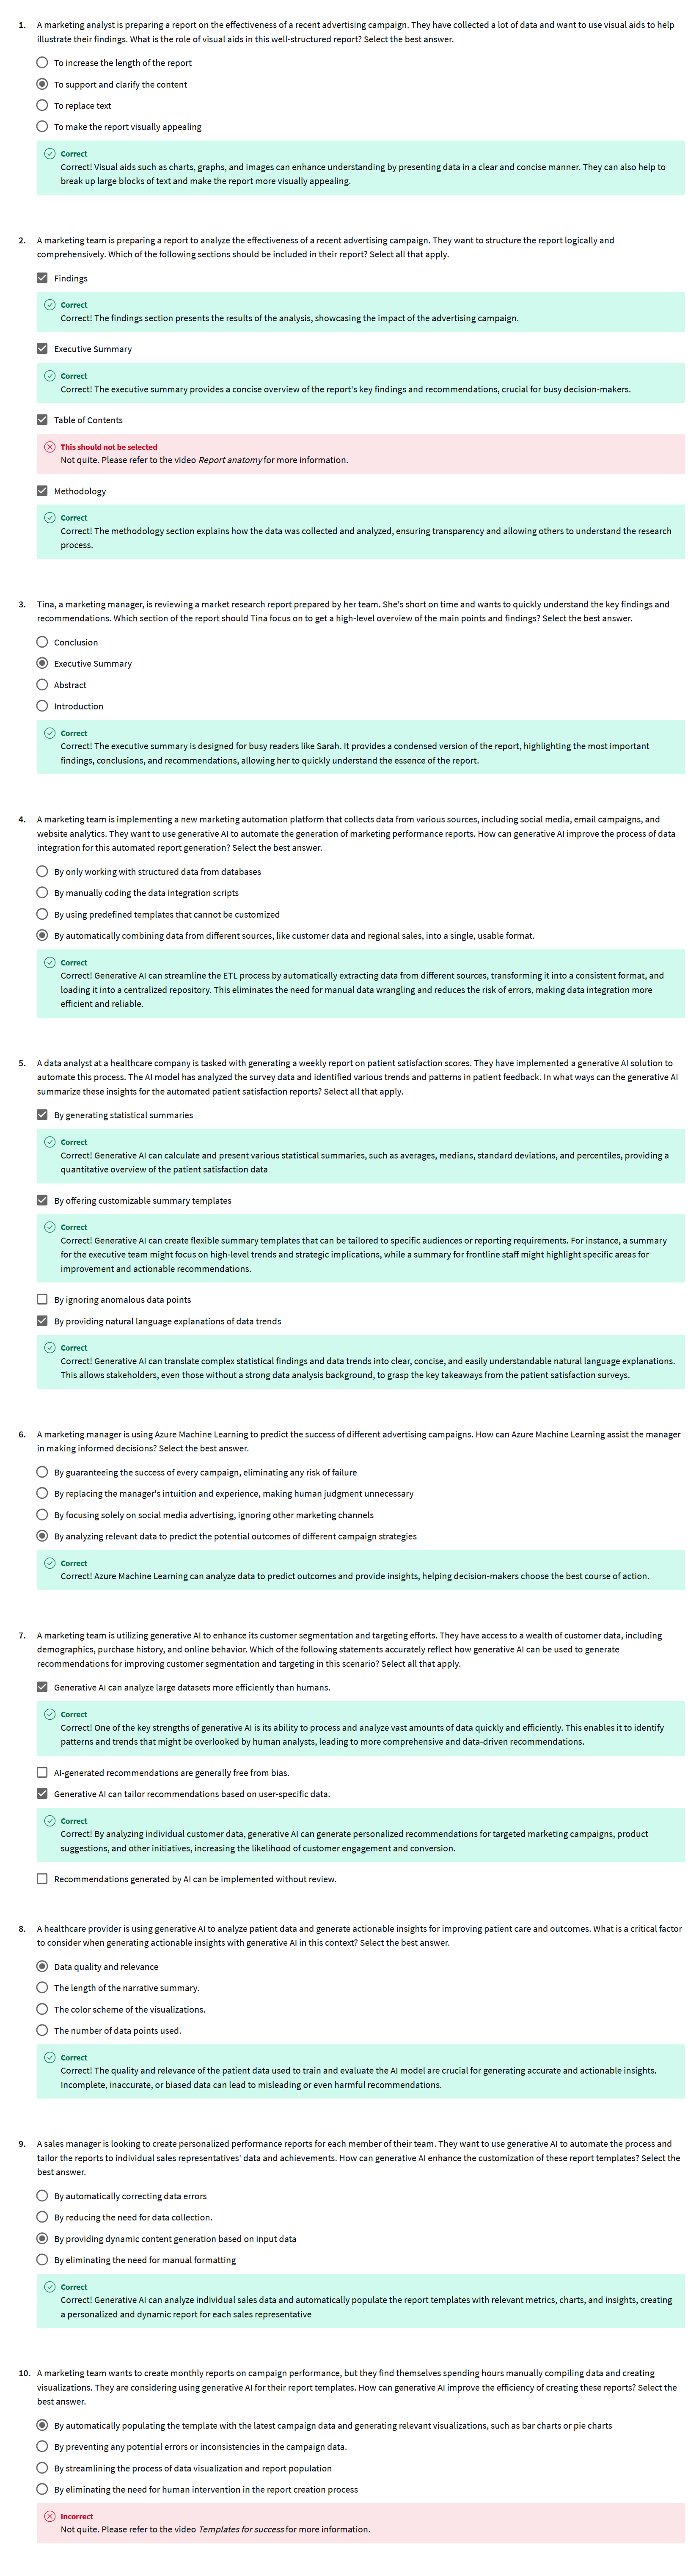 1. A marketing analyst is preparing a report on the effectiveness of a recent advertising campaign. They have collected a lot of data and want to use visual aids to help
illustrate their findings. What is the role of visual aids in this well-structured report? Select the best answer.
To increase the length of the report
To support and clarify the content
To replace text
To make the report visually appealing
Correct
Correct! Visual aids such as charts, graphs, and images can enhance understanding by presenting data in a clear and concise manner. They can also help to
break up large blocks of text and make the report more visually appealing.
2. A marketing team is preparing a report to analyze the effectiveness of a recent advertising campaign. They want to structure the report logically and
comprehensively. Which of the following sections should be included in their report? Select all that apply.
Findings
Correct
Correct! The findings section presents the results of the analysis, showcasing the impact of the advertising campaign.
Executive Summary
Correct
Correct! The executive summary provides a concise overview of the report's key findings and recommendations, crucial for busy decision-makers.
Table of Contents
This should not be selected
Not quite. Please refer to the video Report anatomy for more information.
Methodology
Correct
Correct! The methodology section explains how the data was collected and analyzed, ensuring transparency and allowing others to understand the research
process.
3. Tina, a marketing manager, is reviewing a market research report prepared by her team. She's short on time and wants to quickly understand the key findings and
recommendations. Which section of the report should Tina focus on to get a high-level overview of the main points and findings? Select the best answer.
Conclusion
Executive Summary
Abstract
Introduction
Correct
Correct! The executive summary is designed for busy readers like Sarah. It provides a condensed version of the report, highlighting the most important
findings, conclusions, and recommendations, allowing her to quickly understand the essence of the report.
4. A marketing team is implementing a new marketing automation platform that collects data from various sources, including social media, email campaigns, and
website analytics. They want to use generative AI to automate the generation of marketing performance reports. How can generative AI improve the process of data
integration for this automated report generation? Select the best answer.
By only working with structured data from databases
By manually coding the data integration scripts
By using predefined templates that cannot be customized
By automatically combining data from different sources, like customer data and regional sales, into a single, usable format.
Correct
Correct! Generative AI can streamline the ETL process by automatically extracting data from different sources, transforming it into a consistent format, and
loading it into a centralized repository. This eliminates the need for manual data wrangling and reduces the risk of errors, making data integration more
efficient and reliable.
5. A data analyst at a healthcare company is tasked with generating a weekly report on patient satisfaction scores. They have implemented a generative AI solution to
automate this process. The AI model has analyzed the survey data and identified various trends and patterns in patient feedback. In what ways can the generative AI
summarize these insights for the automated patient satisfaction reports? Select all that apply.
By generating statistical summaries
Correct
Correct! Generative AI can calculate and present various statistical summaries, such as averages, medians, standard deviations, and percentiles, providing a
quantitative overview of the patient satisfaction data
By offering customizable summary templates
Correct
Correct! Generative AI can create flexible summary templates that can be tailored to specific audiences or reporting requirements. For instance, a summary
for the executive team might focus on high-level trends and strategic implications, while a summary for frontline staff might highlight specific areas for
improvement and actionable recommendations.
By ignoring anomalous data points
By providing natural language explanations of data trends
Correct
Correct! Generative AI can translate complex statistical findings and data trends into clear, concise, and easily understandable natural language explanations.
This allows stakeholders, even those without a strong data analysis background, to grasp the key takeaways from the patient satisfaction surveys.
6. A marketing manager is using Azure Machine Learning to predict the success of different advertising campaigns. How can Azure Machine Learning assist the manager
in making informed decisions? Select the best answer.
By guaranteeing the success of every campaign, eliminating any risk of failure
By replacing the manager's intuition and experience, making human judgment unnecessary
By focusing solely on social media advertising, ignoring other marketing channels
By analyzing relevant data to predict the potential outcomes of different campaign strategies
Correct
Correct! Azure Machine Learning can analyze data to predict outcomes and provide insights, helping decision-makers choose the best course of action.
7. A marketing team is utilizing generative AI to enhance its customer segmentation and targeting efforts. They have access to a wealth of customer data, including
demographics, purchase history, and online behavior. Which of the following statements accurately reflect how generative AI can be used to generate
recommendations for improving customer segmentation and targeting in this scenario? Select all that apply.
Generative AI can analyze large datasets more efficiently than humans.
Correct
Correct! One of the key strengths of generative AI is its ability to process and analyze vast amounts of data quickly and efficiently. This enables it to identify
patterns and trends that might be overlooked by human analysts, leading to more comprehensive and data-driven recommendations.
AI-generated recommendations are generally free from bias.
Generative AI can tailor recommendations based on user-specific data.
Correct
Correct! By analyzing individual customer data, generative AI can generate personalized recommendations for targeted marketing campaigns, product
suggestions, and other initiatives, increasing the likelihood of customer engagement and conversion.
Recommendations generated by AI can be implemented without review.
8. A healthcare provider is using generative AI to analyze patient data and generate actionable insights for improving patient care and outcomes. What is a critical factor
to consider when generating actionable insights with generative AI in this context? Select the best answer.
Data quality and relevance
The length of the narrative summary.
The color scheme of the visualizations.
The number of data points used.
Correct
Correct! The quality and relevance of the patient data used to train and evaluate the AI model are crucial for generating accurate and actionable insights.
Incomplete, inaccurate, or biased data can lead to misleading or even harmful recommendations.
9. A sales manager is looking to create personalized performance reports for each member of their team. They want to use generative AI to automate the process and
tailor the reports to individual sales representatives' data and achievements. How can generative AI enhance the customization of these report templates? Select the
best answer.
By automatically correcting data errors
By reducing the need for data collection.
By providing dynamic content generation based on input data
By eliminating the need for manual formatting
Correct
Correct! Generative AI can analyze individual sales data and automatically populate the report templates with relevant metrics, charts, and insights, creating
a personalized and dynamic report for each sales representative
10. A marketing team wants to create monthly reports on campaign performance, but they find themselves spending hours manually compiling data and creating
visualizations. They are considering using generative AI for their report templates. How can generative AI improve the efficiency of creating these reports? Select the
best answer.
By automatically populating the template with the latest campaign data and generating relevant visualizations, such as bar charts or pie charts
By preventing any potential errors or inconsistencies in the campaign data.
By streamlining the process of data visualization and report population
By eliminating the need for human intervention in the report creation process
Incorrect
Not quite. Please refer to the video Templates for success for more information.